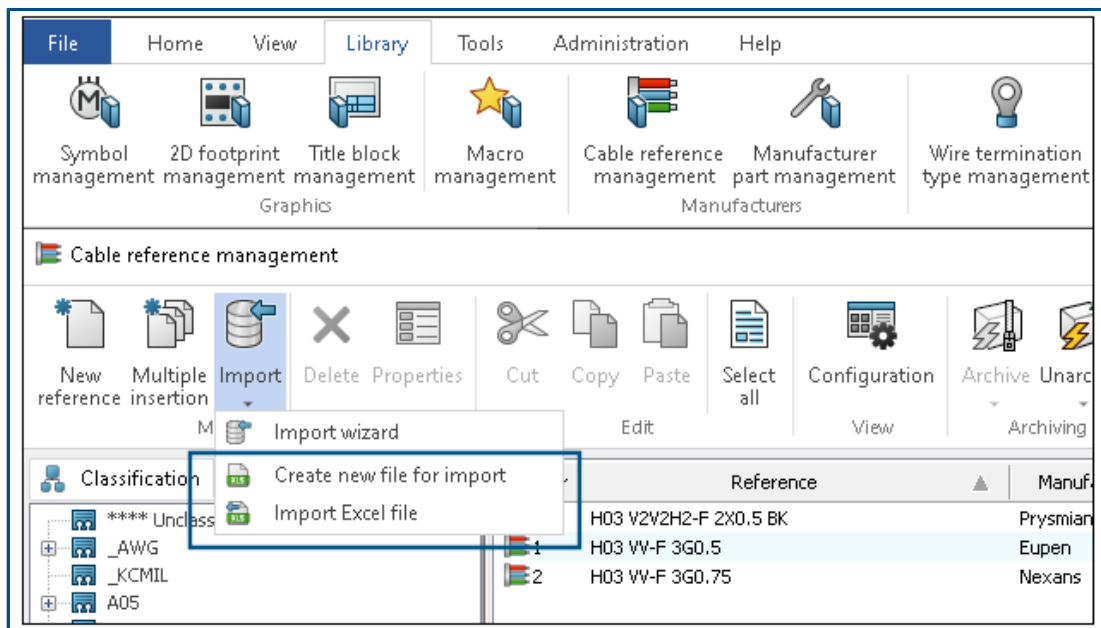 File Home View Library Tools Administration Help
Symbol 2D footprint Title block Macro Cable reference Manufacturer Wire termination
management management management management management part management type management
Graphics Manufacturers
Cable reference management
New Multiple Import Delete Properties Cut Copy Paste Select Configuration Archive Unarc
reference insertion all
M Edit View Archiving
Import wizard
Create new file for import
Import Excel file
Classification Reference Manuf
**** Unclass H03 V2V2H2-F 2X0.5 BK Prysmian
_AWG 1 H03 VV-F 3G0.5 Eupen
_KCMIL 2 H03 VV-F 3G0.75 Nexans
A05